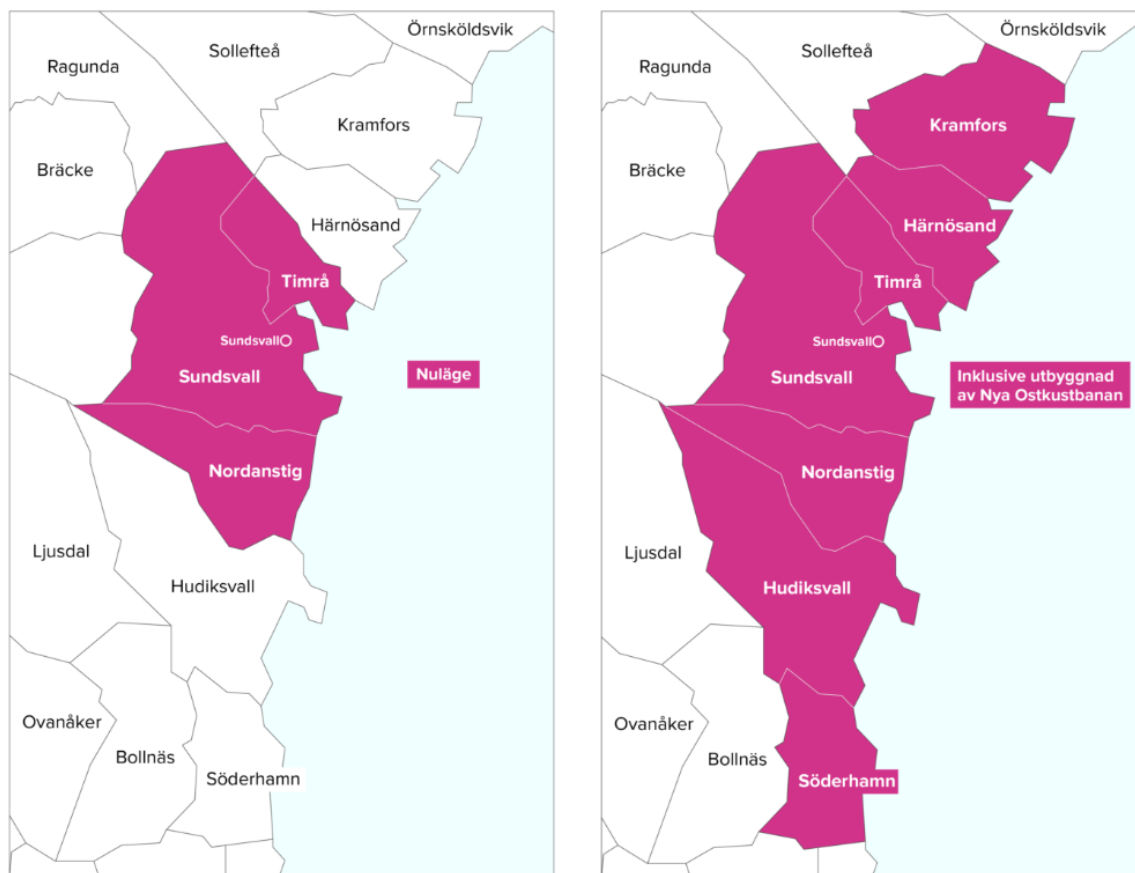 Örnsköldsvik
Sollefteå
Ragunda
Kramfors
Bräcke
Härnösand
Timrå
Sundsvall
Sundsvall
Nuläge
Nordanstig
Ljusdal
Hudiksvall
Ovanåker
Bollnäs
Söderhamn
Örnsköldsvik
Sollefteå
Ragunda
Kramfors
Bräcke
Härnösand
Timrå
Sundsvall
Sundsvall
Inklusive utbyggnad
av Nya Ostkustbanan
Nordanstig
Ljusdal
Hudiksvall
Ovanåker
Bollnäs
Söderhamn